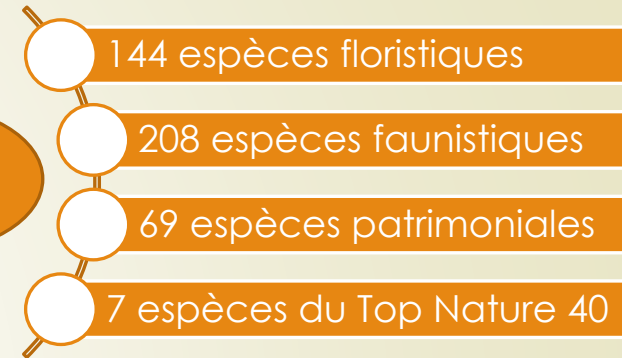 144 espèces floristiques
208 espèces faunistiques
69 espèces patrimoniales
7 espèces du Top Nature 40